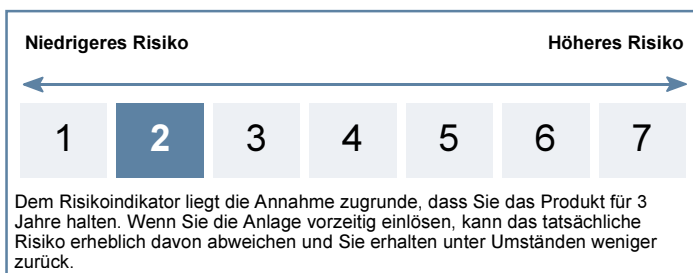 Niedrigeres Risiko Höheres Risiko
1 2 3 4 5 6 7
Dem Risikoindikator liegt die Annahme zugrunde, dass Sie das Produkt für 3
Jahre halten. Wenn Sie die Anlage vorzeitig einlösen, kann das tatsächliche
Risiko erheblich davon abweichen und Sie erhalten unter Umständen weniger
zurück.